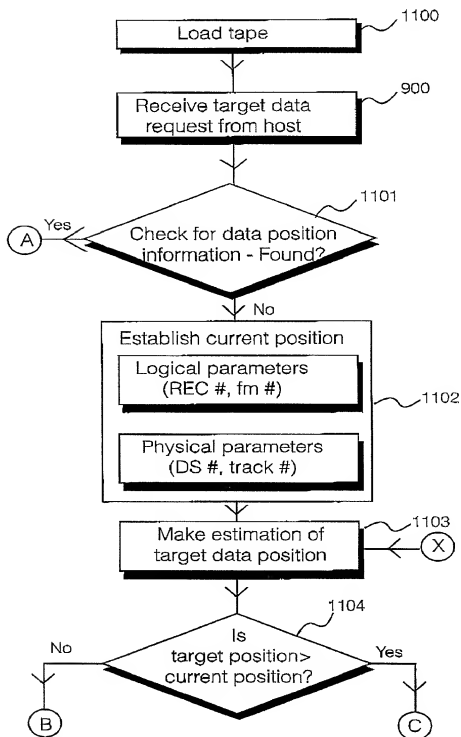 1100
Load tape
900
Receive target data
request from host
1101
Yes
A
Check for data position
information - Found?
No
Establish current position
Logical parameters
(REC #, fm #)
1102
Physical parameters
(DS #, track #)
1103
Make estimation of
target data position
X
1104
No
Is
target position>
current position?
Yes
B
C